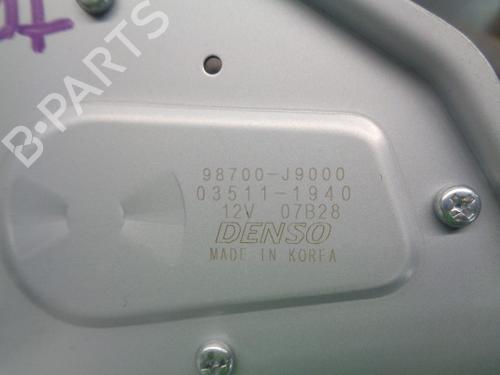 B-PARTS
98700-J9000
03511-1940
12V 07B28
DENSO
MADE IN KOREA